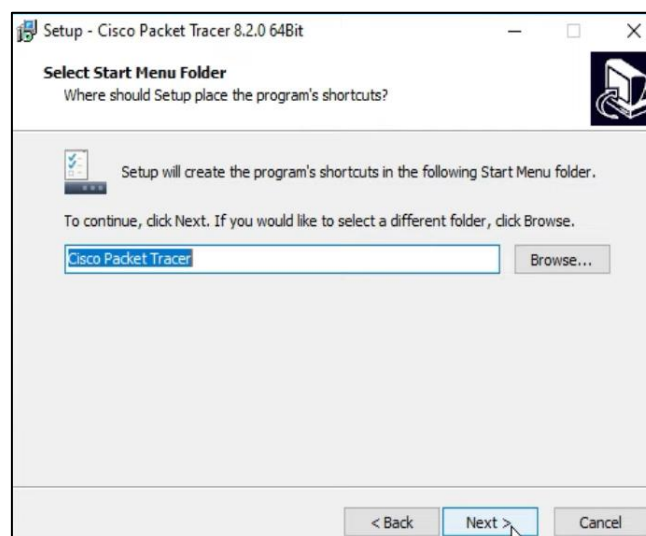 Setup - Cisco Packet Tracer 8.2.0 64Bit
Select Start Menu Folder
Where should Setup place the program's shortcuts?
Setup will create the program's shortcuts in the following Start Menu folder.
To continue, click Next. If you would like to select a different folder, click Browse.
Cisco Packet Tracer
Browse...
< Back
Next >
Cancel